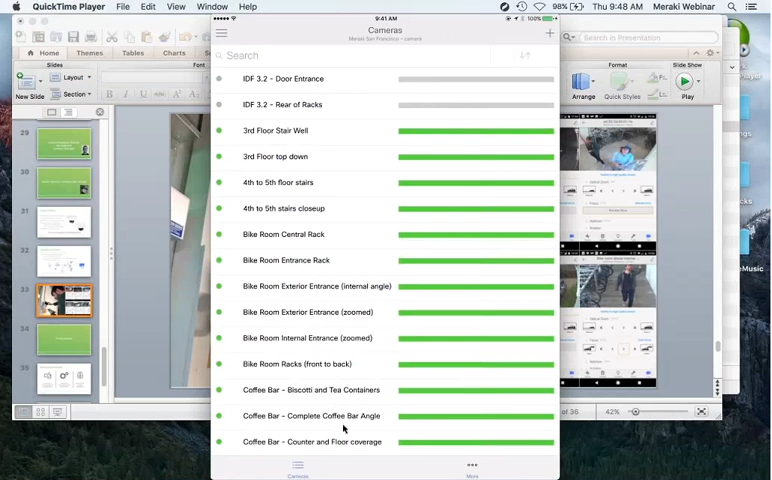 QuickTime Player File Edit View Window Help
98% Thu 9:48 AM Meraki Webinar
9:41 AM
100%
Cameras
Meraki San Francisco - camera
Search
Search in Presentation
Home Themes Tables Charts
Slides Font
Format Slide Show
New Slide Layout Section
Arrange Quick Styles Play
IDF 3.2 - Door Entrance
IDF 3.2 - Rear of Racks
3rd Floor Stair Well
3rd Floor top down
4th to 5th floor stairs
4th to 5th stairs closeup
Bike Room Central Rack
Bike Room Entrance Rack
Bike Room Exterior Entrance (internal angle)
Bike Room Exterior Entrance (zoomed)
Bike Room Internal Entrance (zoomed)
Bike Room Racks (front to back)
Coffee Bar - Biscotti and Tea Containers
Coffee Bar - Complete Coffee Bar Angle
Coffee Bar - Counter and Floor coverage
Cameras More
29
30
31
32
33
34
35
of 36 42%